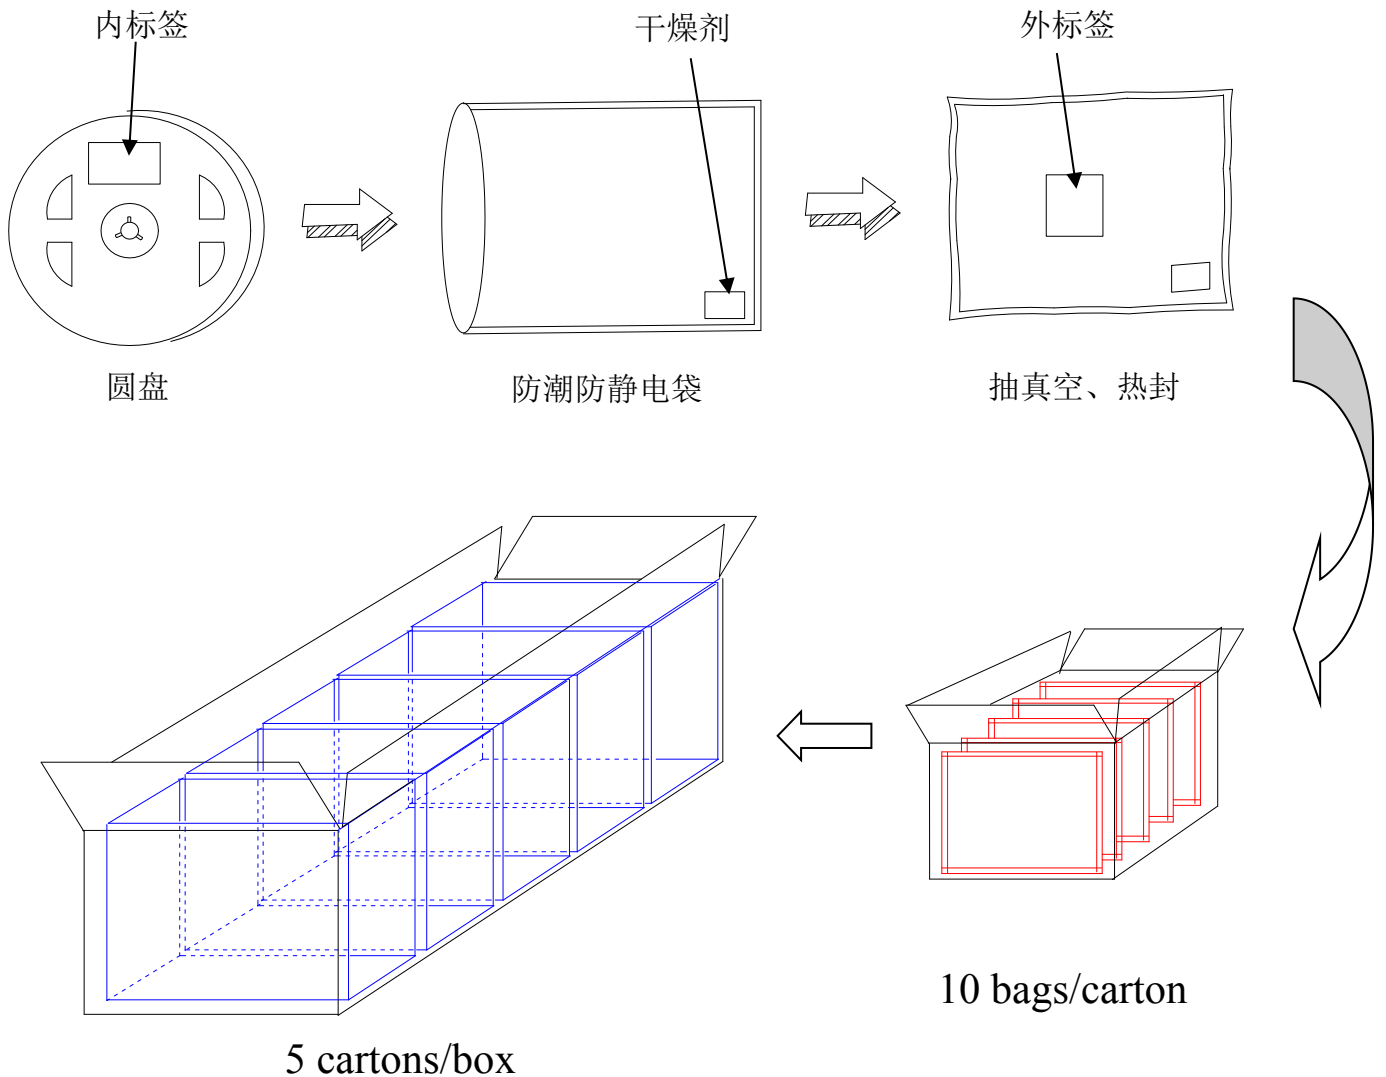 内标签
干燥剂
外标签
圆盘
防潮防静电袋
抽真空、热封
10 bags/carton
5 cartons/box